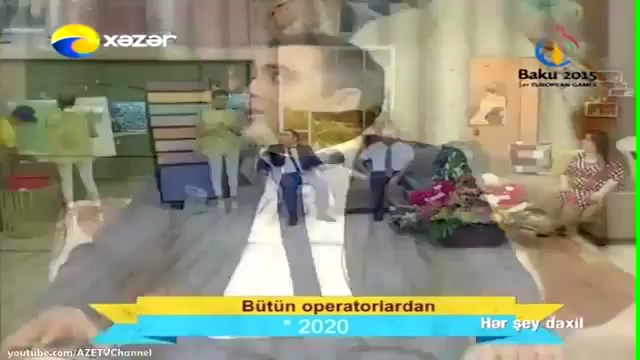 xəzər
Baku 2015
1st EUROPEAN GAMES
Bütün operatorlardan
* 2020
Hər şey daxil
youtube.com/AZETVChannel